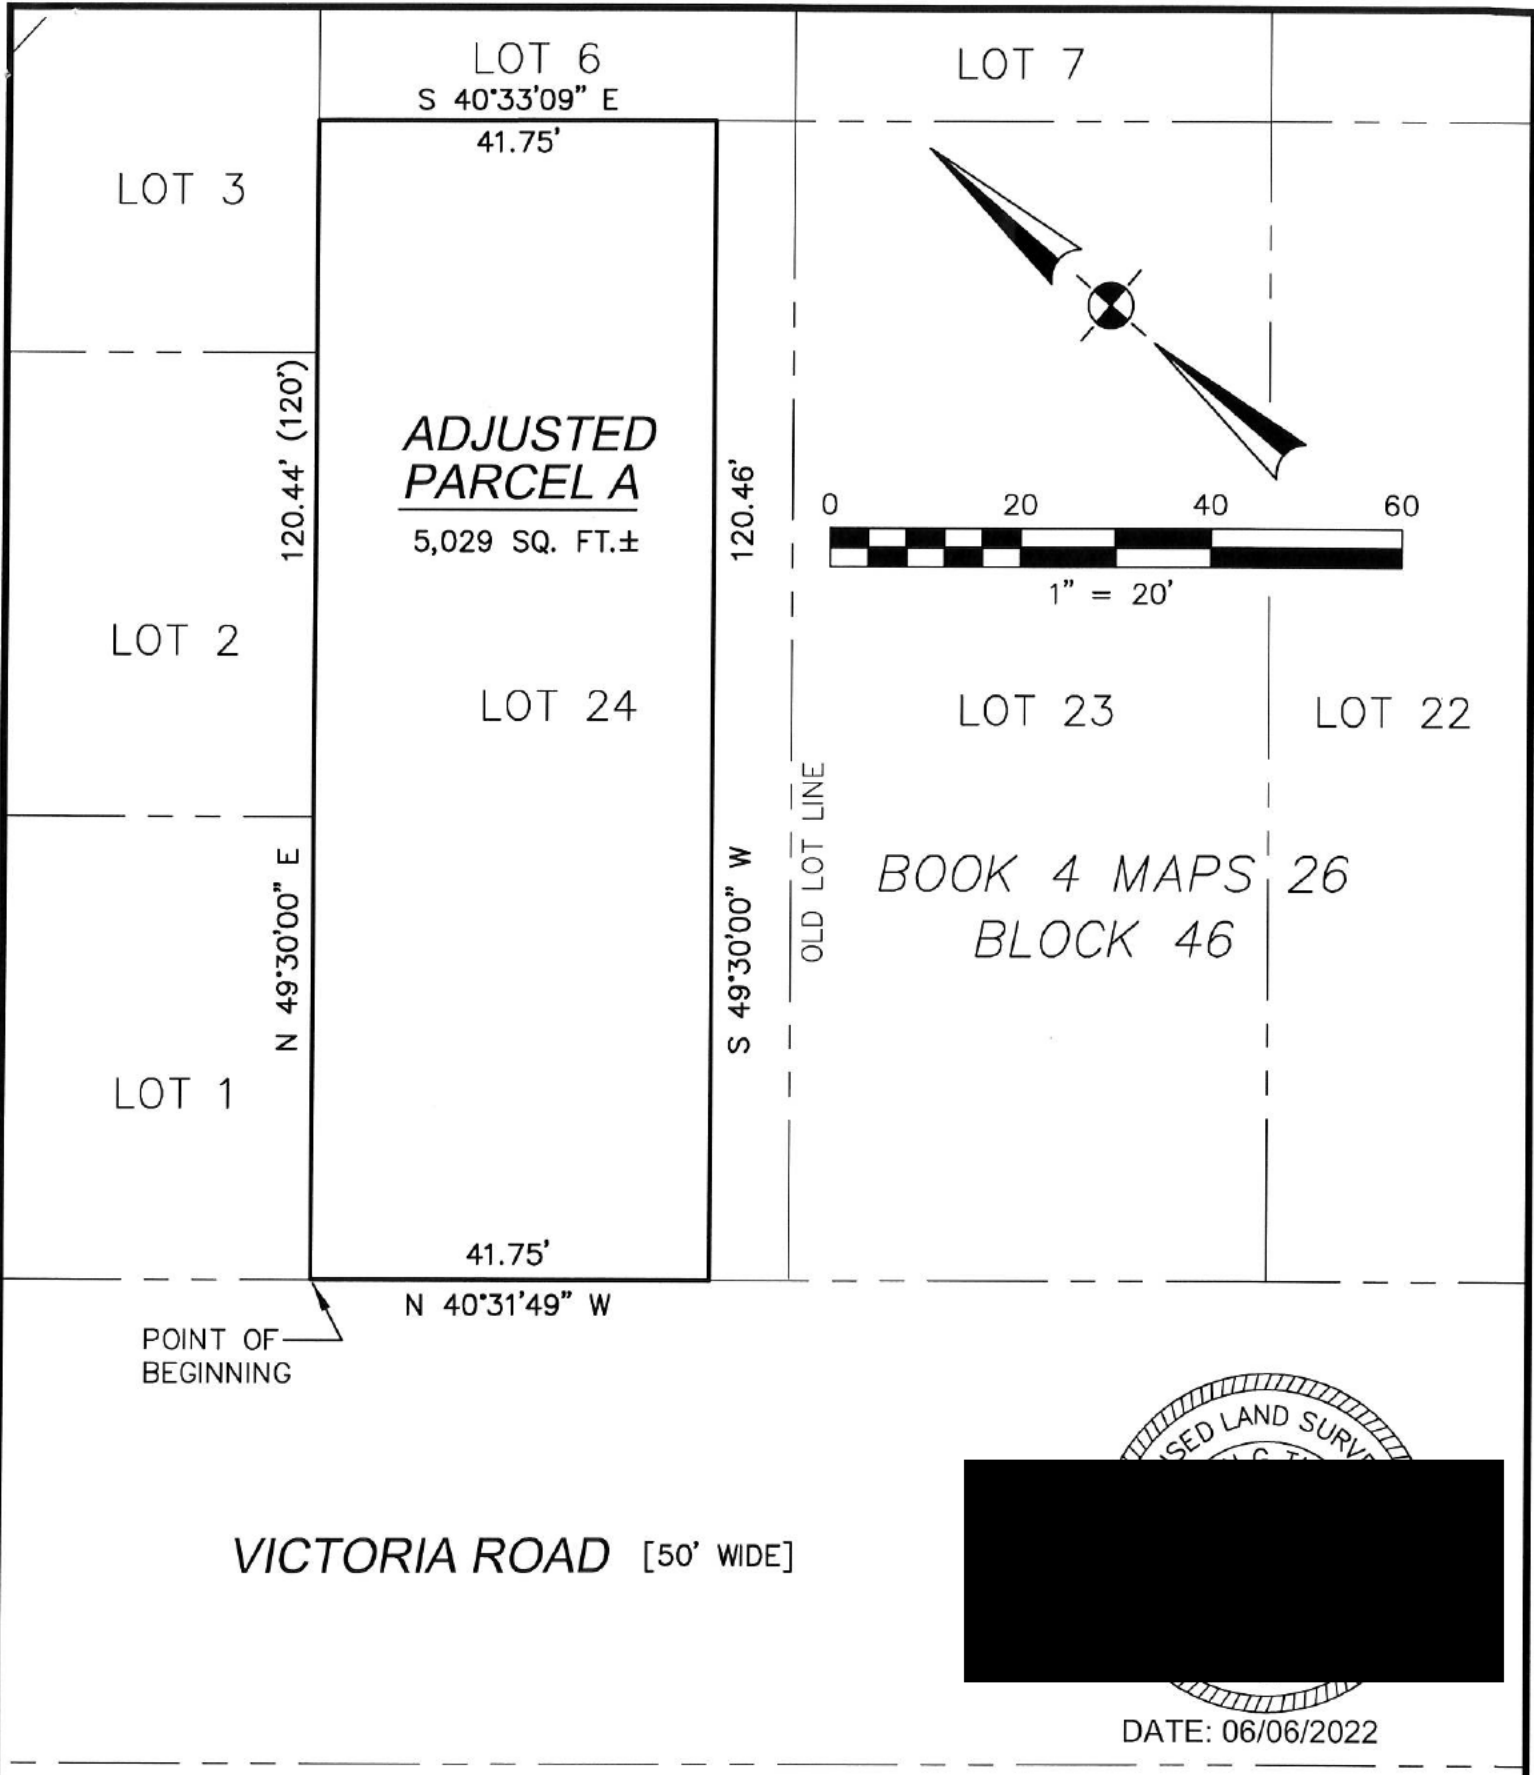 LOT 6
LOT 7
S 40°33'09" E
41.75'
LOT 3
120.44' (120')
ADJUSTED
PARCEL A
5,029 SQ. FT.±
120.46'
0 20 40 60
1" = 20'
LOT 2
LOT 24
LOT 23
LOT 22
OLD LOT LINE
N 49°30'00" E
S 49°30'00" W
BOOK 4 MAPS 26
BLOCK 46
LOT 1
41.75'
N 40°31'49" W
POINT OF
BEGINNING
LAND
VICTORIA ROAD [50' WIDE]
DATE: 06/06/2022